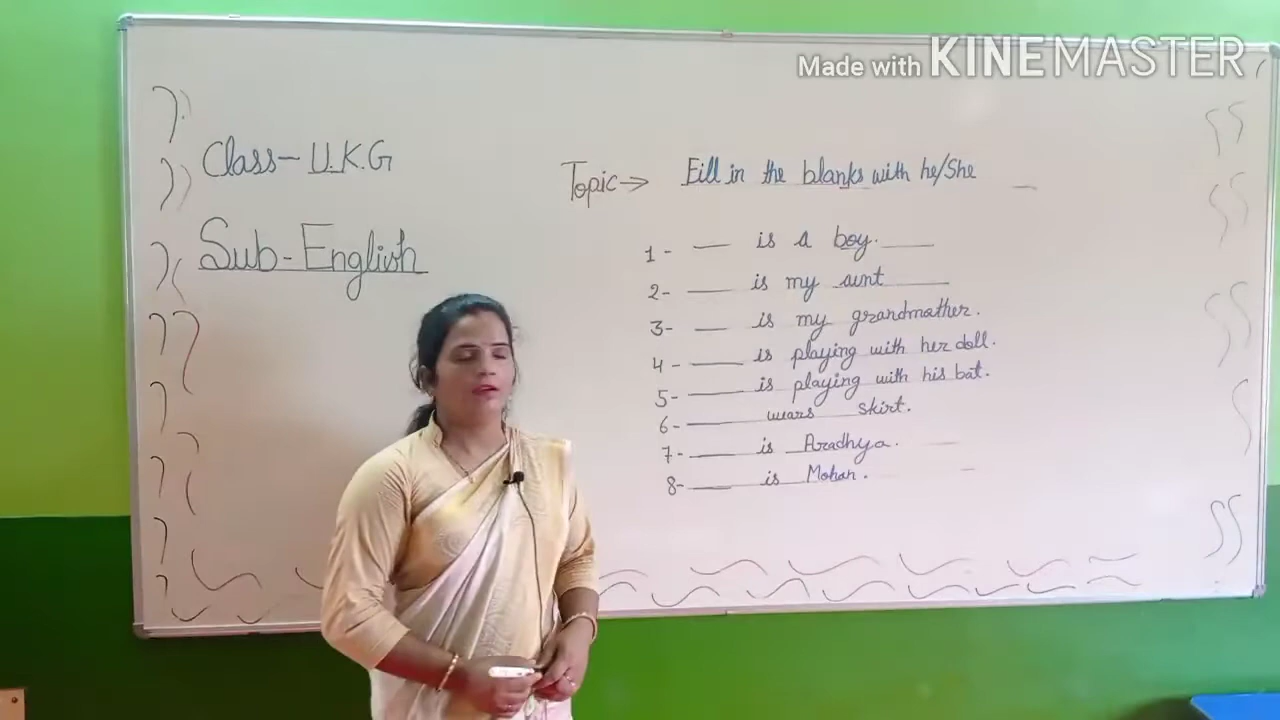 Made with KINEMASTER
Class- U.K.G
Sub- English
Topic→ Fill in the blanks with he/She
1- ___ is a boy.
2- ___ is my aunt
3- ___ is my grandmother.
4- ___ is playing with her doll.
5- ___ is playing with his bat.
6- ___ wears skirt.
7- ___ is Aradhya.
8- ___ is Mohan.